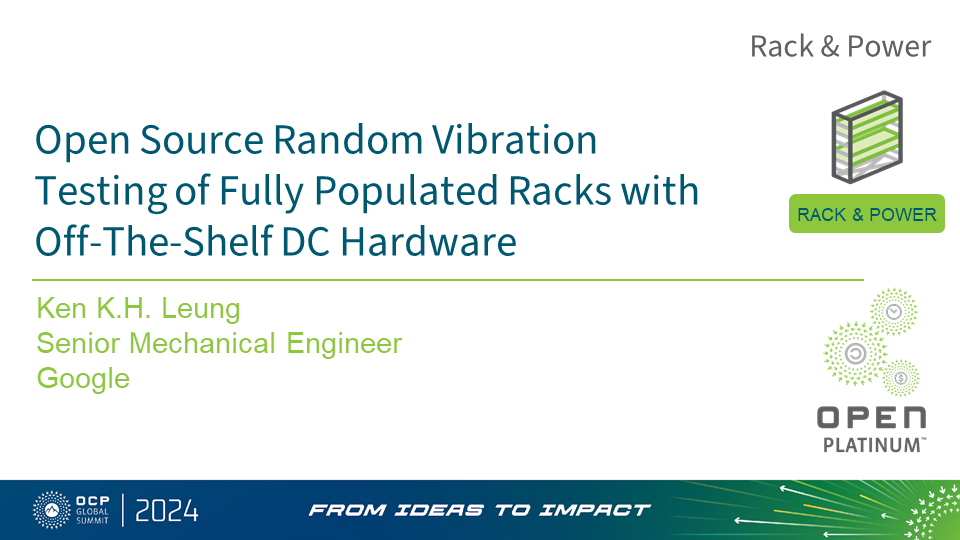 Rack & Power
Open Source Random Vibration
Testing of Fully Populated Racks with
Off-The-Shelf DC Hardware
RACK & POWER
Ken K.H. Leung
Senior Mechanical Engineer
Google
OPEN
PLATINUM™
OCP
GLOBAL
SUMMIT
2024
FROM IDEAS TO IMPACT